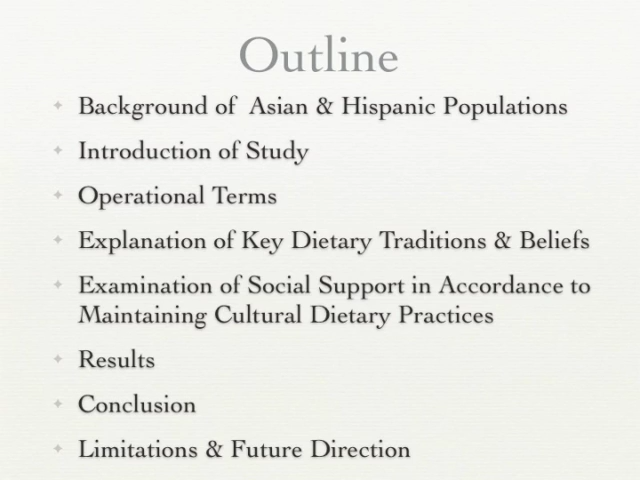 Outline
Background of Asian & Hispanic Populations
Introduction of Study
Operational Terms
Explanation of Key Dietary Traditions & Beliefs
Examination of Social Support in Accordance to
Maintaining Cultural Dietary Practices
Results
Conclusion
Limitations & Future Direction